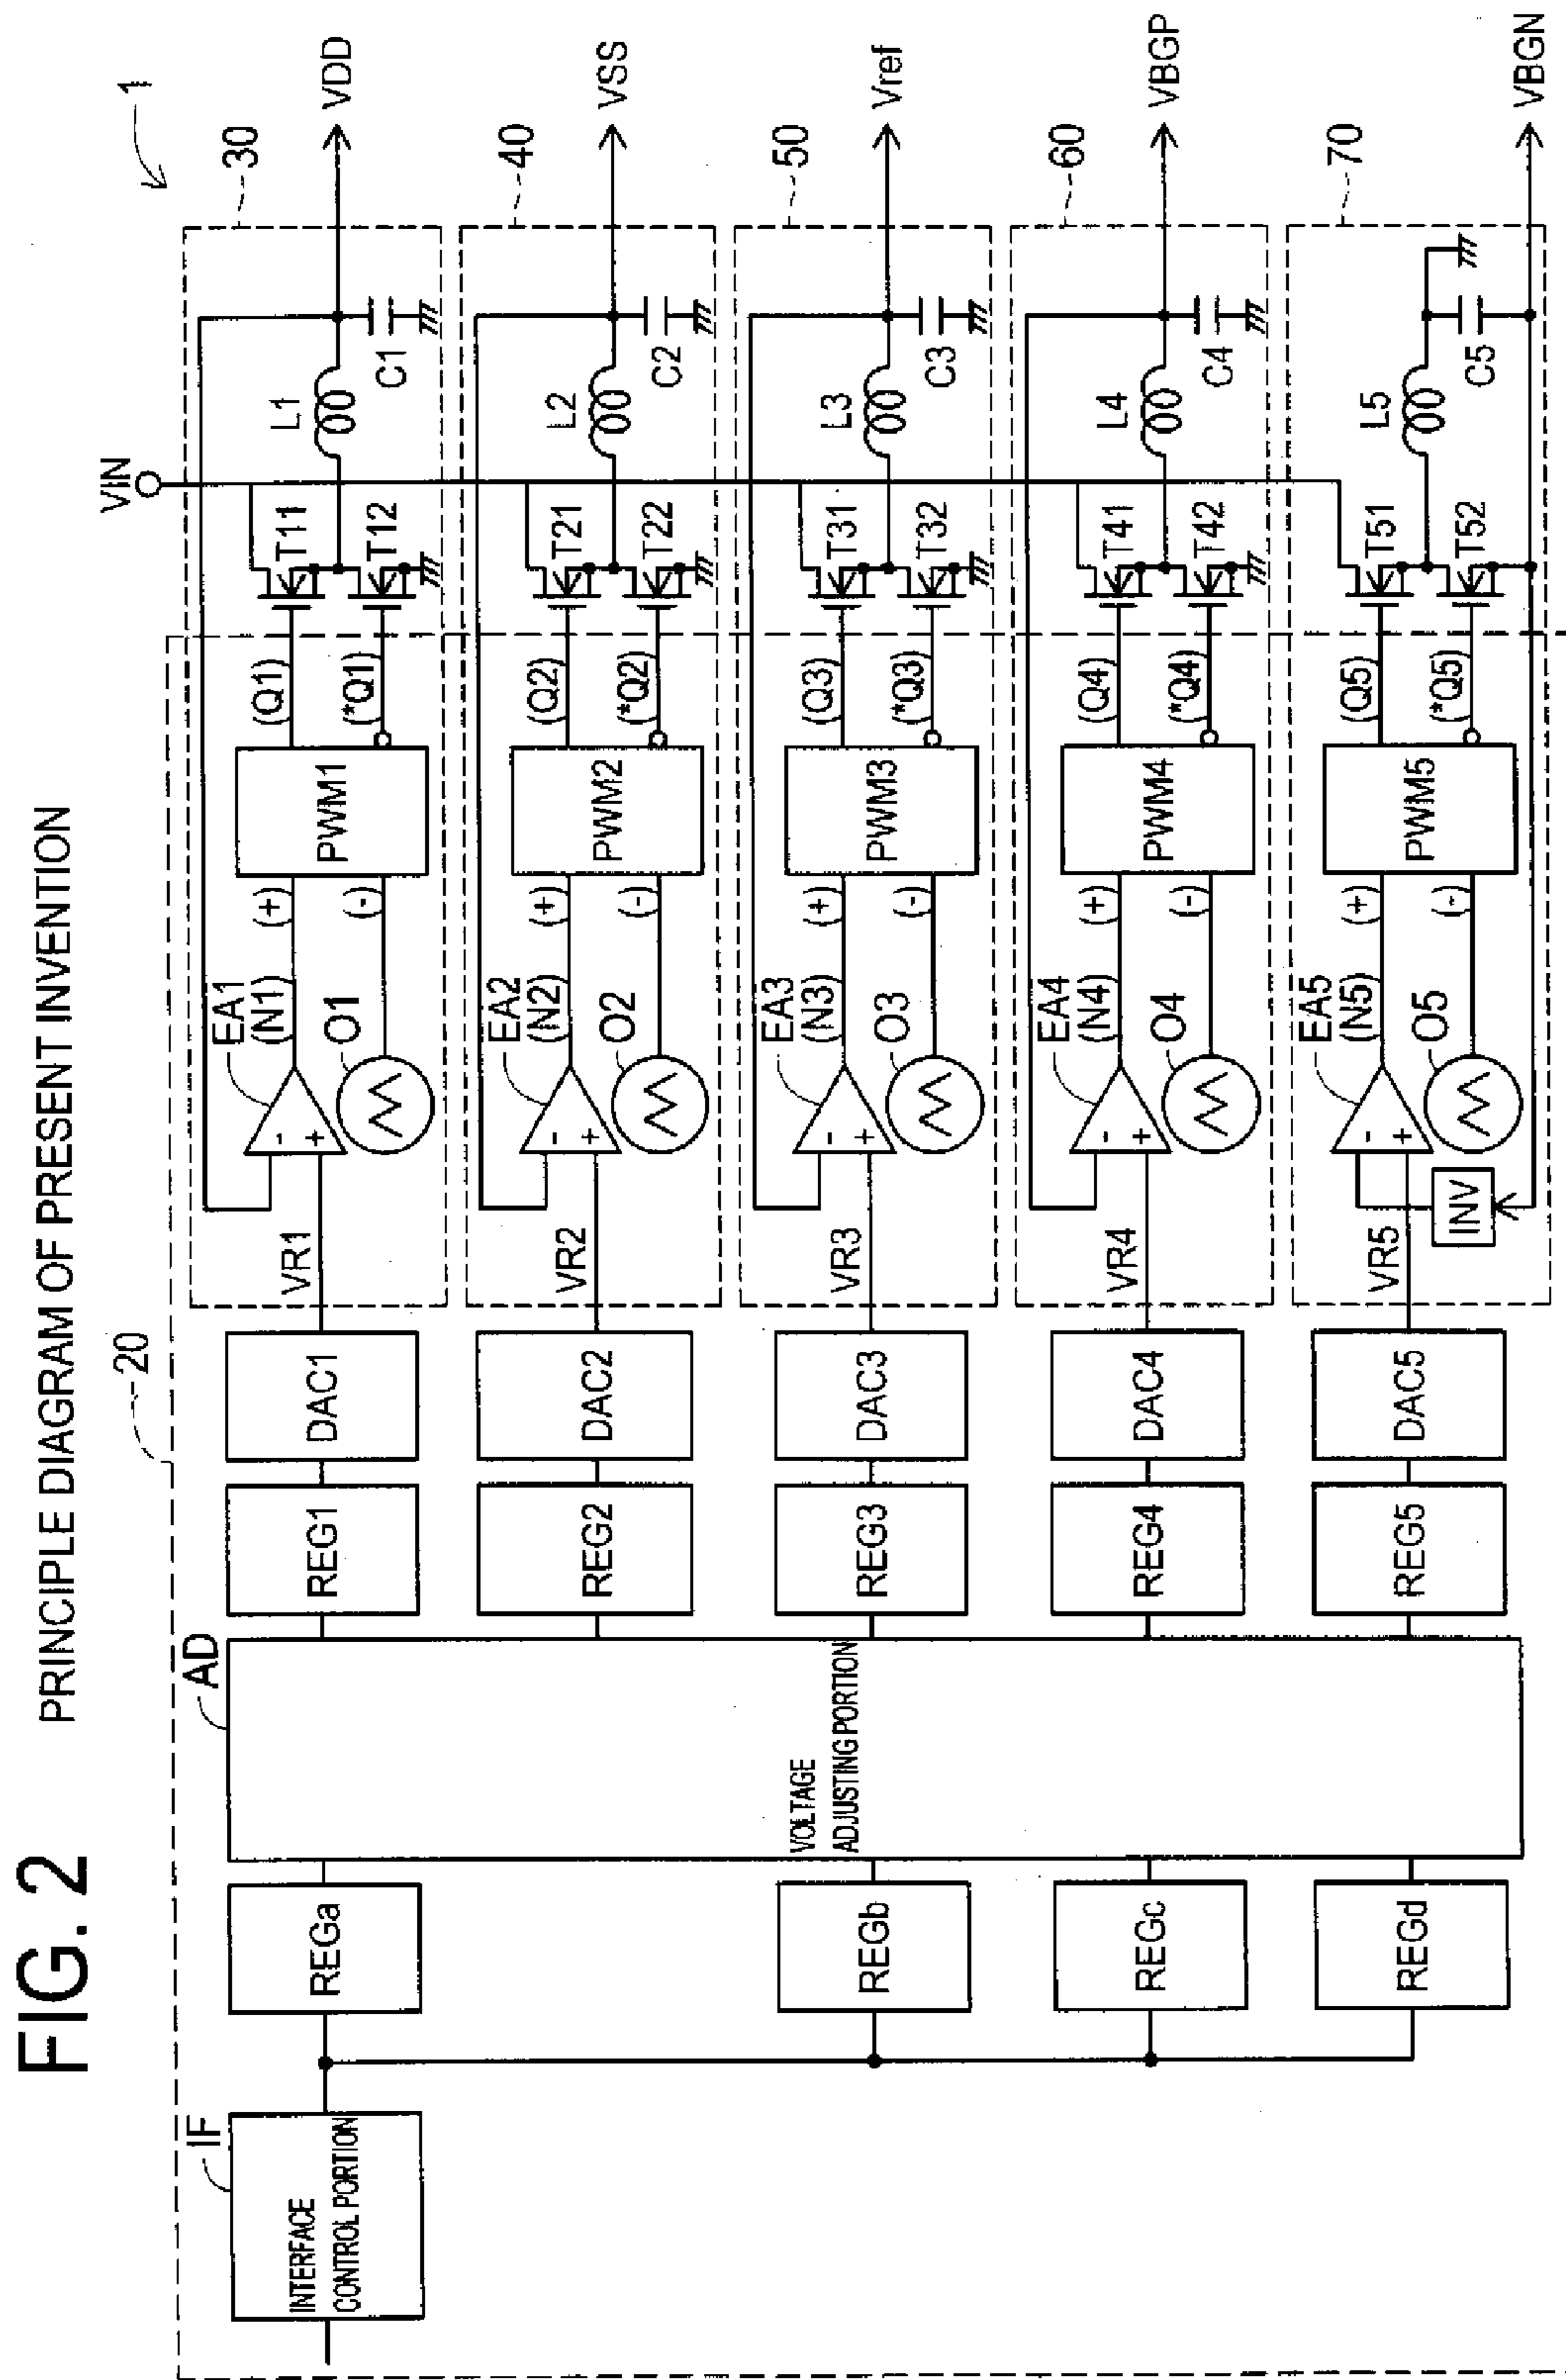 FIG. 2
PRINCIPLE DIAGRAM OF PRESENT INVENTION
1
20
IF
INTERFACE
CONTROL PORTION
REGa
REGb
REGc
REGd
AD
VOLTAGE
ADJUSTING PORTION
REG1
DAC1
VR1
EA1
(N1)
-
+
O1
(+)
(-)
PWM1
(Q1)
(*Q1)
T11
T12
VIN
L1
C1
30
VDD
REG2
DAC2
VR2
EA2
(N2)
-
+
O2
(+)
(-)
PWM2
(Q2)
(*Q2)
T21
T22
L2
C2
40
VSS
REG3
DAC3
VR3
EA3
(N3)
-
+
O3
(+)
(-)
PWM3
(Q3)
(*Q3)
T31
T32
L3
C3
50
Vref
REG4
DAC4
VR4
EA4
(N4)
-
+
O4
(+)
(-)
PWM4
(Q4)
(*Q4)
T41
T42
L4
C4
60
VBGP
REG5
DAC5
VR5
INV
EA5
(N5)
-
+
O5
(+)
(-)
PWM5
(Q5)
(*Q5)
T51
T52
L5
C5
70
VBGN